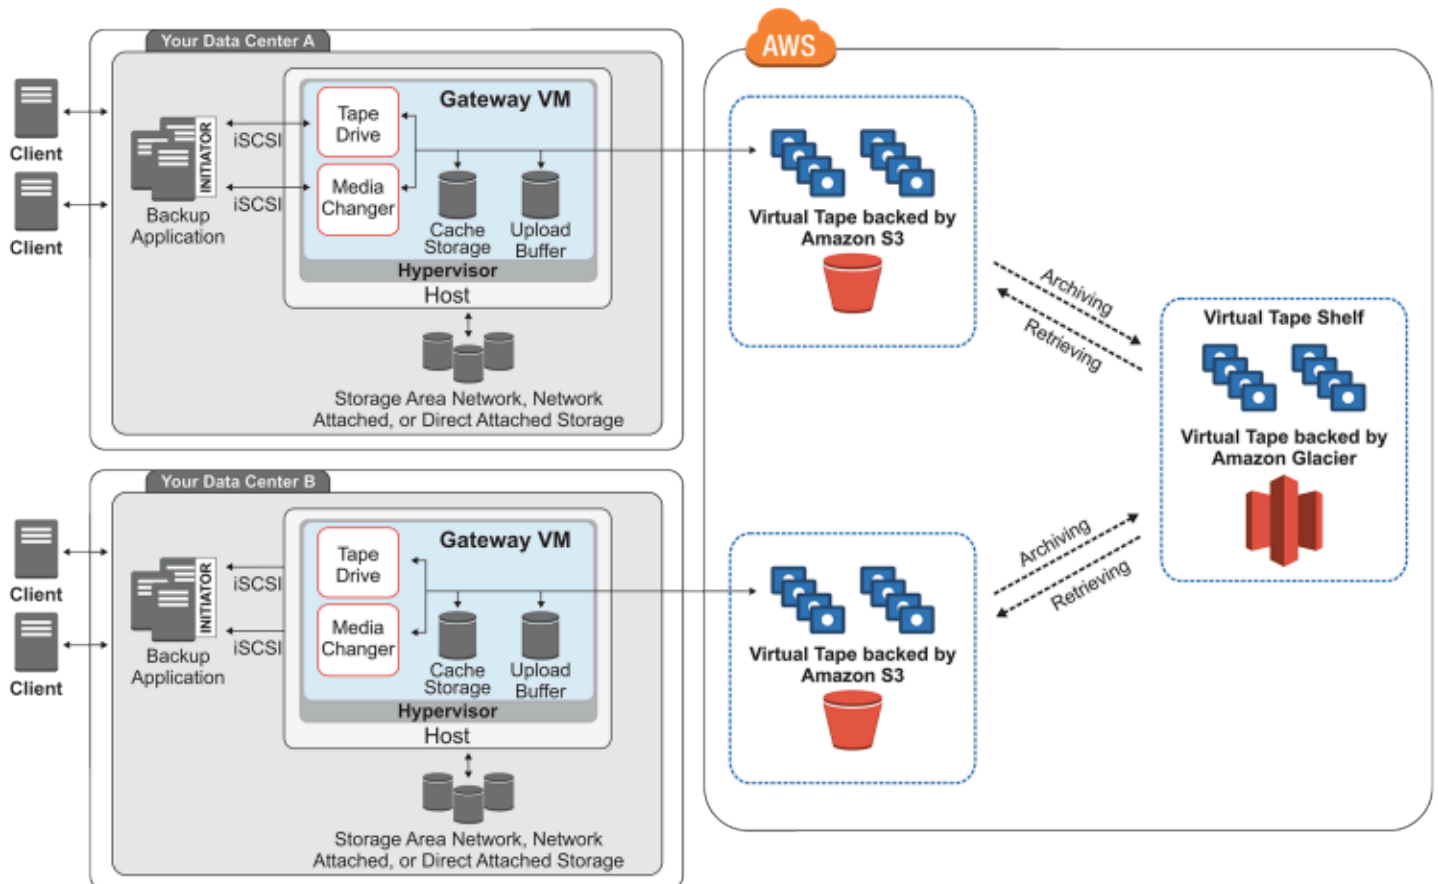 Your Data Center A
AWS
Client
Client
INITIATOR
Backup
Application
iSCSI
iSCSI
Tape
Drive
Media
Changer
Gateway VM
Cache
Storage
Upload
Buffer
Hypervisor
Host
Storage Area Network, Network
Attached, or Direct Attached Storage
Virtual Tape backed by
Amazon S3
Archiving
Retrieving
Virtual Tape Shelf
Virtual Tape backed by
Amazon Glacier
Your Data Center B
Client
Client
INITIATOR
Backup
Application
iSCSI
iSCSI
Tape
Drive
Media
Changer
Gateway VM
Cache
Storage
Upload
Buffer
Hypervisor
Host
Storage Area Network, Network
Attached, or Direct Attached Storage
Virtual Tape backed by
Amazon S3
Archiving
Retrieving